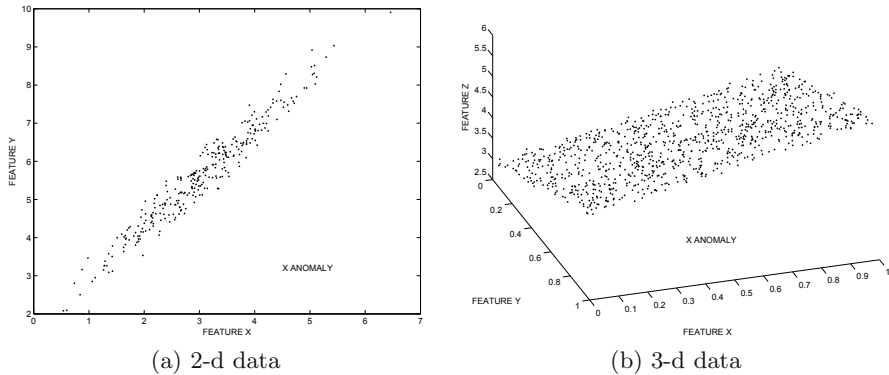 10
9
8
7
6
5
4
3
2
FEATURE Y
X ANOMALY
0 1 2 3 4 5 6 7
FEATURE X
(a) 2-d data
6
5.5
5
4.5
4
3.5
3
2.5
FEATURE Z
0
0.2
0.4
0.6
0.8
1
FEATURE Y
X ANOMALY
0 0.1 0.2 0.3 0.4 0.5 0.6 0.7 0.8 0.9 1
FEATURE X
(b) 3-d data